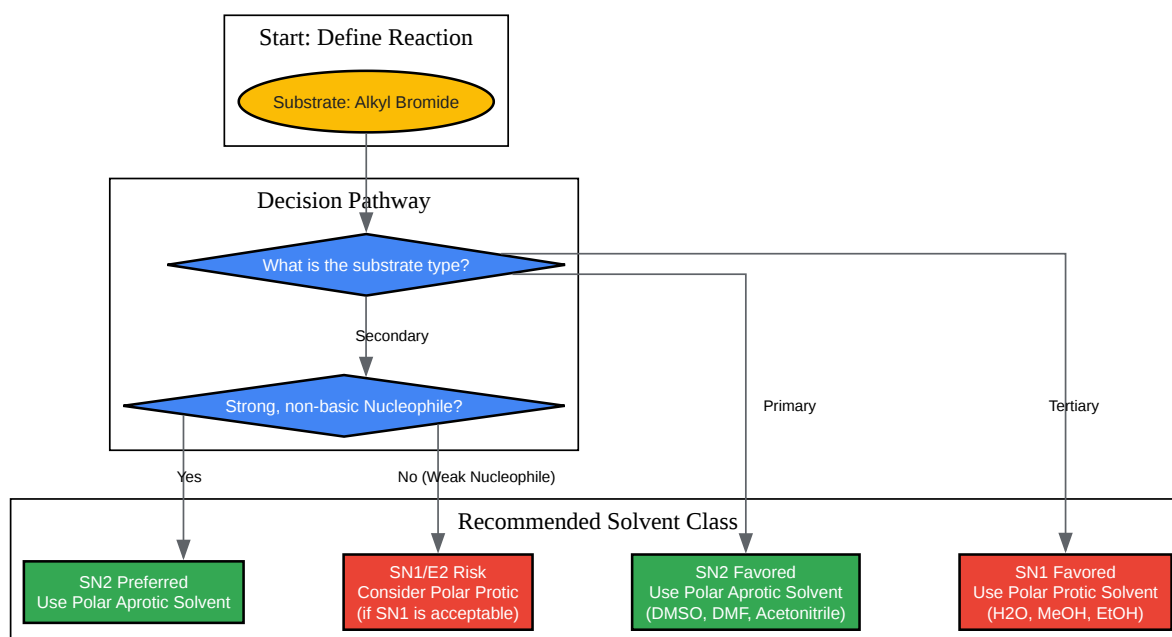 Start: Define Reaction
Substrate: Alkyl Bromide
Decision Pathway
What is the substrate type?
Secondary
Strong, non-basic Nucleophile?
Primary
Tertiary
Yes
No (Weak Nucleophile)
Recommended Solvent Class
SN2 Preferred
Use Polar Aprotic Solvent
SN1/E2 Risk
Consider Polar Protic
(if SN1 is acceptable)
SN2 Favored
Use Polar Aprotic Solvent
(DMSO, DMF, Acetonitrile)
SN1 Favored
Use Polar Protic Solvent
(H2O, MeOH, EtOH)